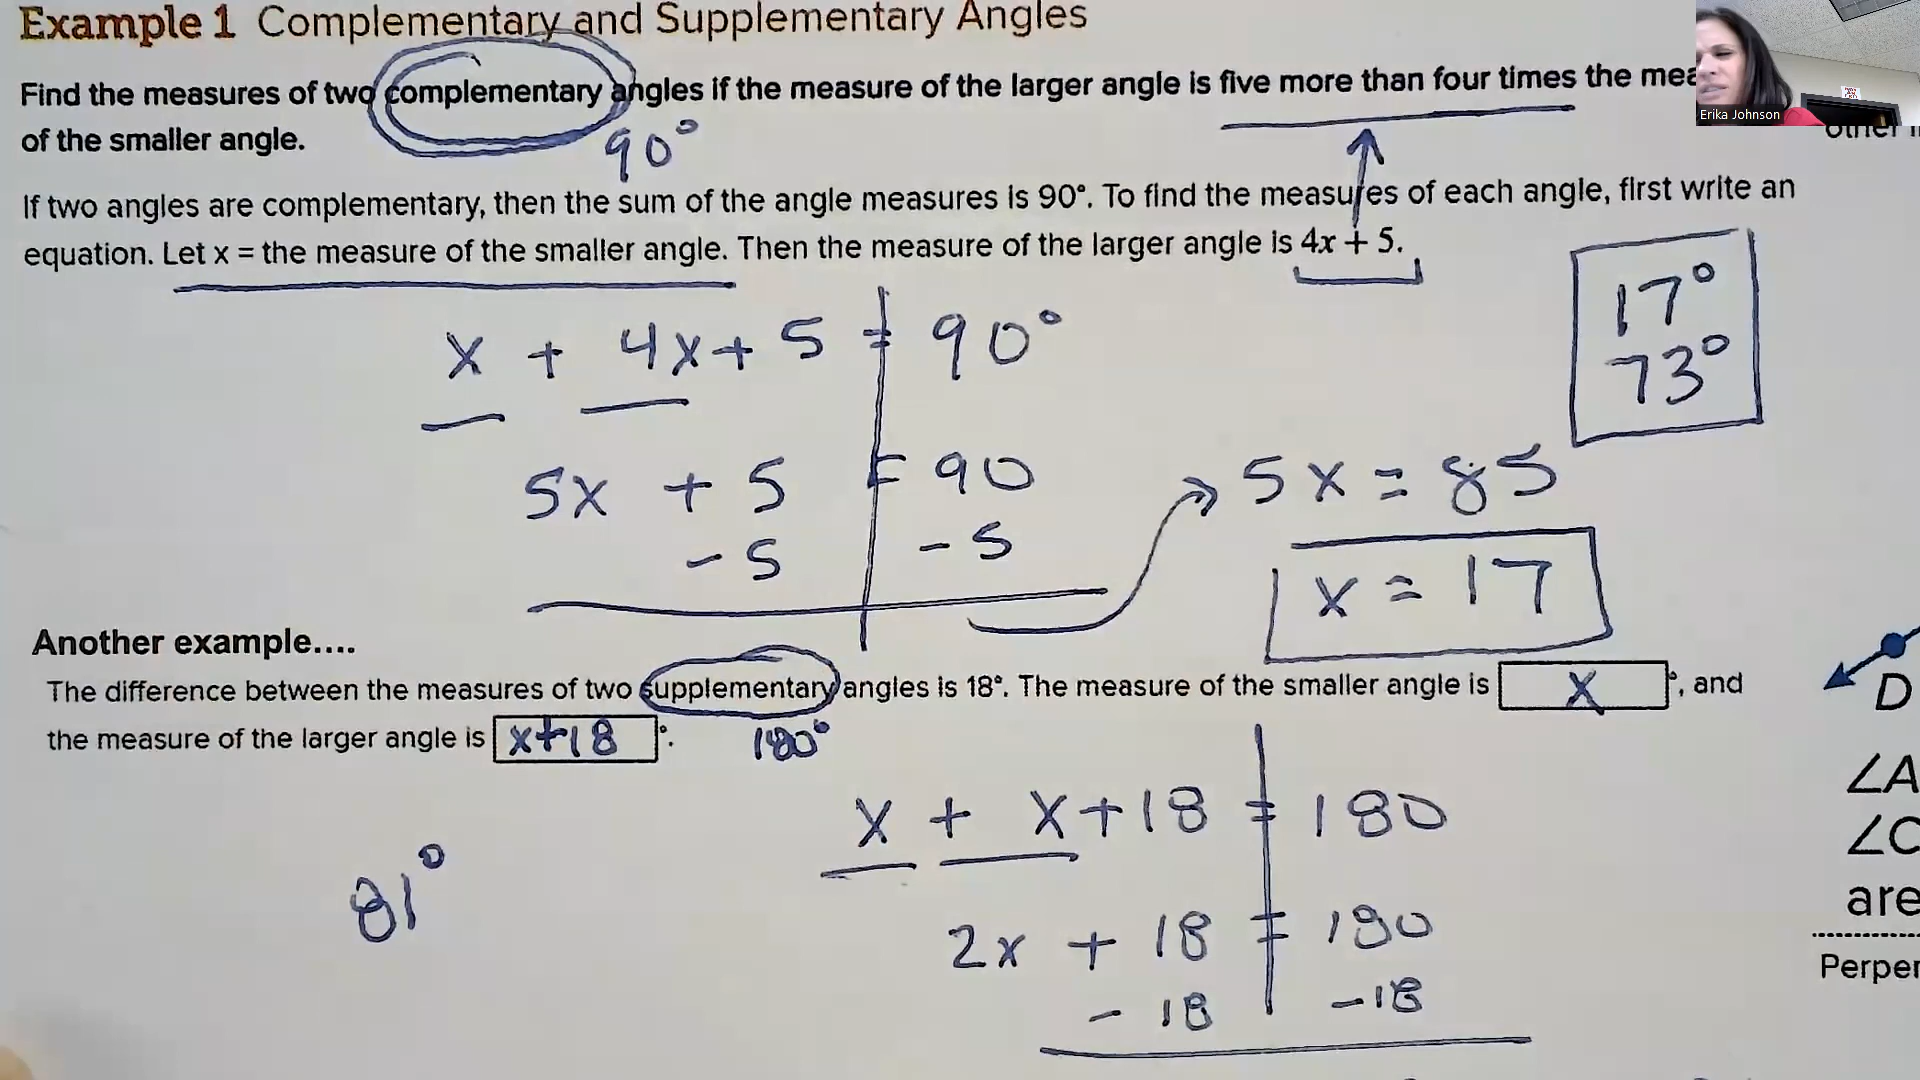 Example 1 Complementary and Supplementary Angles
Find the measures of two complementary angles if the measure of the larger angle is five more than four times the mea
of the smaller angle.
90°
Erika Johnson
other i
If two angles are complementary, then the sum of the angle measures is 90°. To find the measures of each angle, first write an
equation. Let x = the measure of the smaller angle. Then the measure of the larger angle is 4x + 5.
17°
73°
x + 4x + 5 = 90°
5x + 5 = 90
- 5 - 5
5x = 85
x = 17
Another example....
The difference between the measures of two supplementary angles is 18°. The measure of the smaller angle is x °, and
the measure of the larger angle is x+18 °.
180°
x + x + 18 = 180
2x + 18 = 180
- 18 - 18
81°
D
∠A
∠C
are
Perper